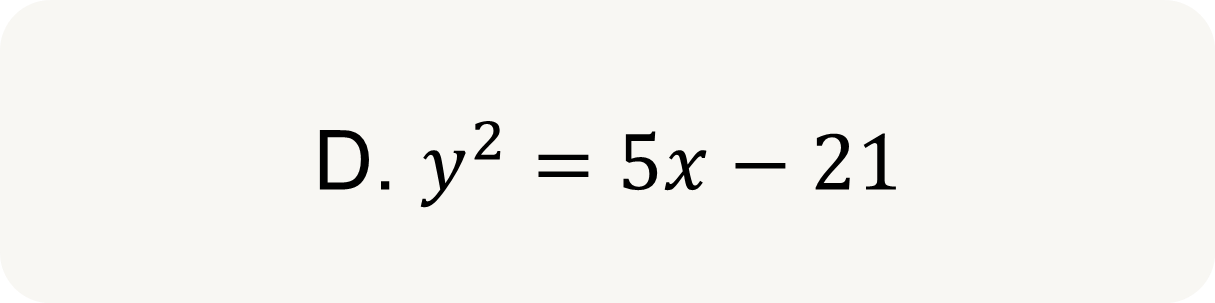 D. y² = 5x − 21